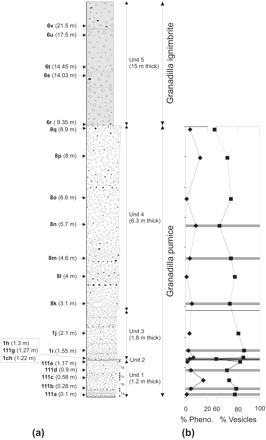 6v (21.5 m)
6u (17.5 m)
6t (14.45 m)
6s (14.03 m)
6r ( 9.35 m)
8q (8.9 m)
8p (8 m)
8o (6.6 m)
8n (5.7 m)
8m (4.6 m)
8l (4 m)
8k (3.1 m)
1j (2.1 m)
1i (1.55 m)
1h (1.3 m)
111g (1.27 m)
1ch (1.22 m)
111e (1.17 m)
111d (0.9 m)
111c (0.58 m)
111b (0.28 m)
111a (0.1 m)
Unit 5
(15 m thick)
Unit 4
(6.3 m thick)
Unit 3
(1.8 m thick)
Unit 2
Unit 1
(1.2 m thick)
Granadilla ignimbrite
Granadilla pumice
0 20 60 80 100
% Pheno. % Vesicles
(a) (b)